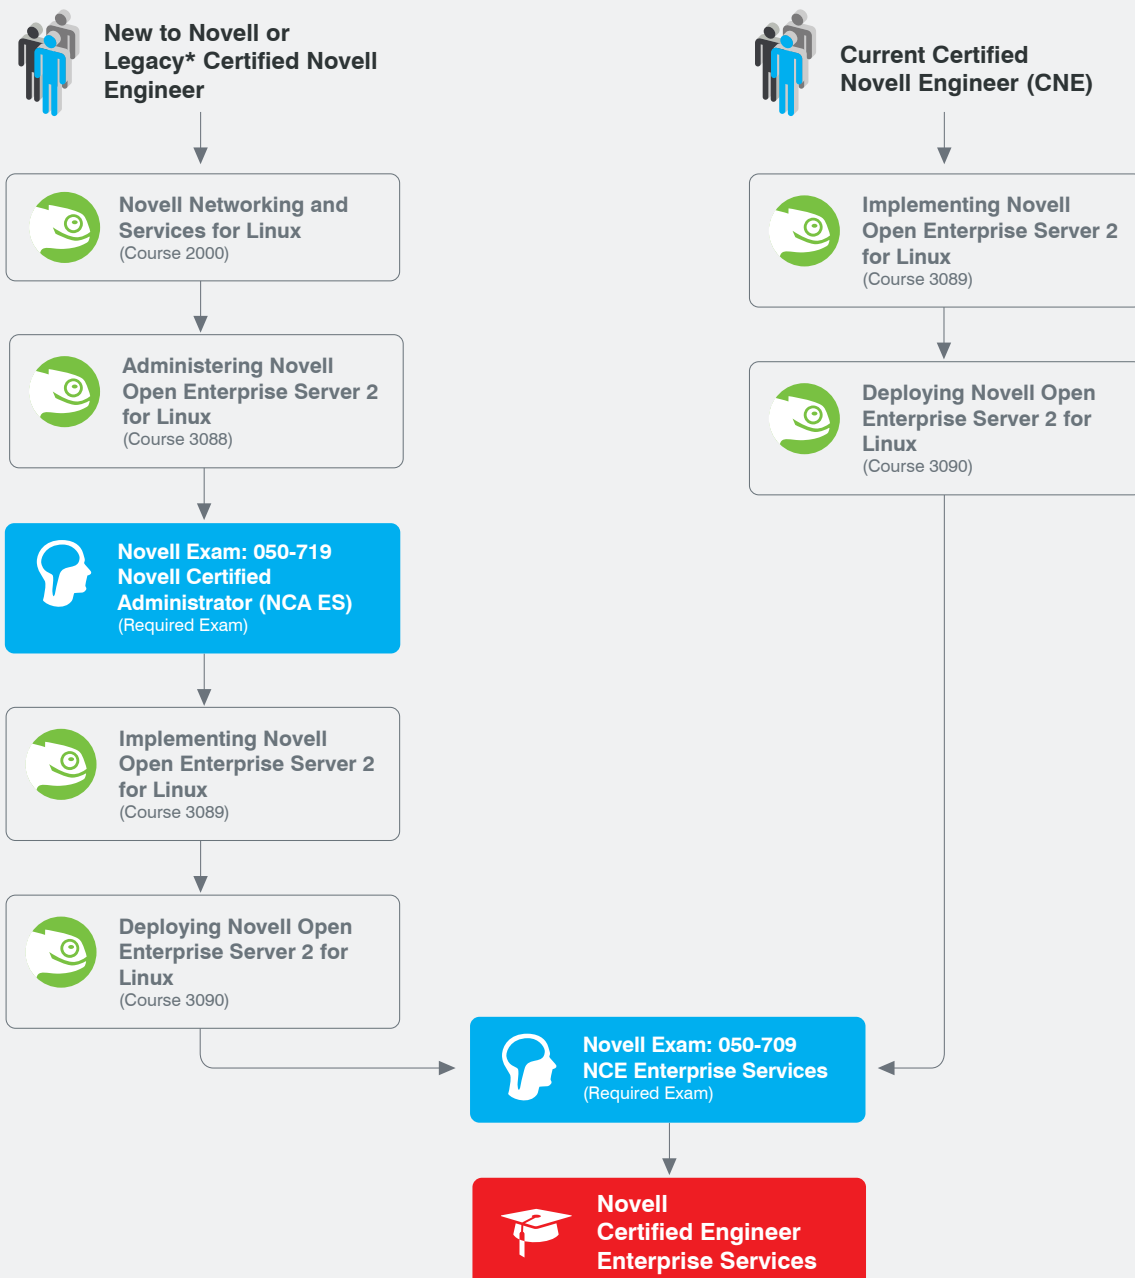 New to Novell or
Legacy* Certified Novell
Engineer
Novell Networking and
Services for Linux
(Course 2000)
Administering Novell
Open Enterprise Server 2
for Linux
(Course 3088)
Novell Exam: 050-719
Novell Certified
Administrator (NCA ES)
(Required Exam)
Implementing Novell
Open Enterprise Server 2
for Linux
(Course 3089)
Deploying Novell Open
Enterprise Server 2 for
Linux
(Course 3090)
Current Certified
Novell Engineer (CNE)
Implementing Novell
Open Enterprise Server 2
for Linux
(Course 3089)
Deploying Novell Open
Enterprise Server 2 for
Linux
(Course 3090)
Novell Exam: 050-709
NCE Enterprise Services
(Required Exam)
Novell
Certified Engineer
Enterprise Services